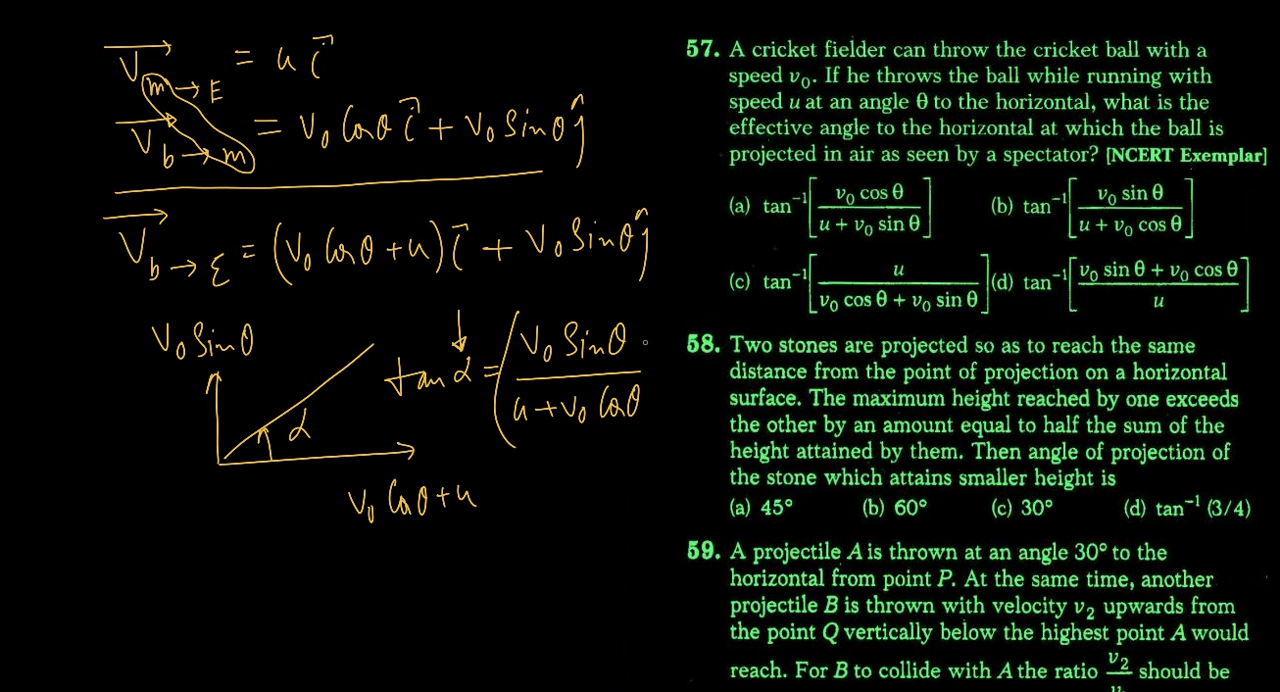 V m→E = u i
V b→m = V₀ Cosθ i + V₀ Sinθ j
V b→E = (V₀ Cosθ + u) i + V₀ Sinθ j
V₀ Sinθ
tan α = (V₀ Sinθ / u + V₀ Cosθ
α
V₀ Cosθ + u
57. A cricket fielder can throw the cricket ball with a
speed v₀. If he throws the ball while running with
speed u at an angle θ to the horizontal, what is the
effective angle to the horizontal at which the ball is
projected in air as seen by a spectator? [NCERT Exemplar]
(a) tan⁻¹[v₀ cos θ / u + v₀ sin θ] (b) tan⁻¹[v₀ sin θ / u + v₀ cos θ]
(c) tan⁻¹[u / v₀ cos θ + v₀ sin θ] (d) tan⁻¹[v₀ sin θ + v₀ cos θ / u]
58. Two stones are projected so as to reach the same
distance from the point of projection on a horizontal
surface. The maximum height reached by one exceeds
the other by an amount equal to half the sum of the
height attained by them. Then angle of projection of
the stone which attains smaller height is
(a) 45° (b) 60° (c) 30° (d) tan⁻¹ (3/4)
59. A projectile A is thrown at an angle 30° to the
horizontal from point P. At the same time, another
projectile B is thrown with velocity v₂ upwards from
the point Q vertically below the highest point A would
reach. For B to collide with A the ratio v₂/ should be